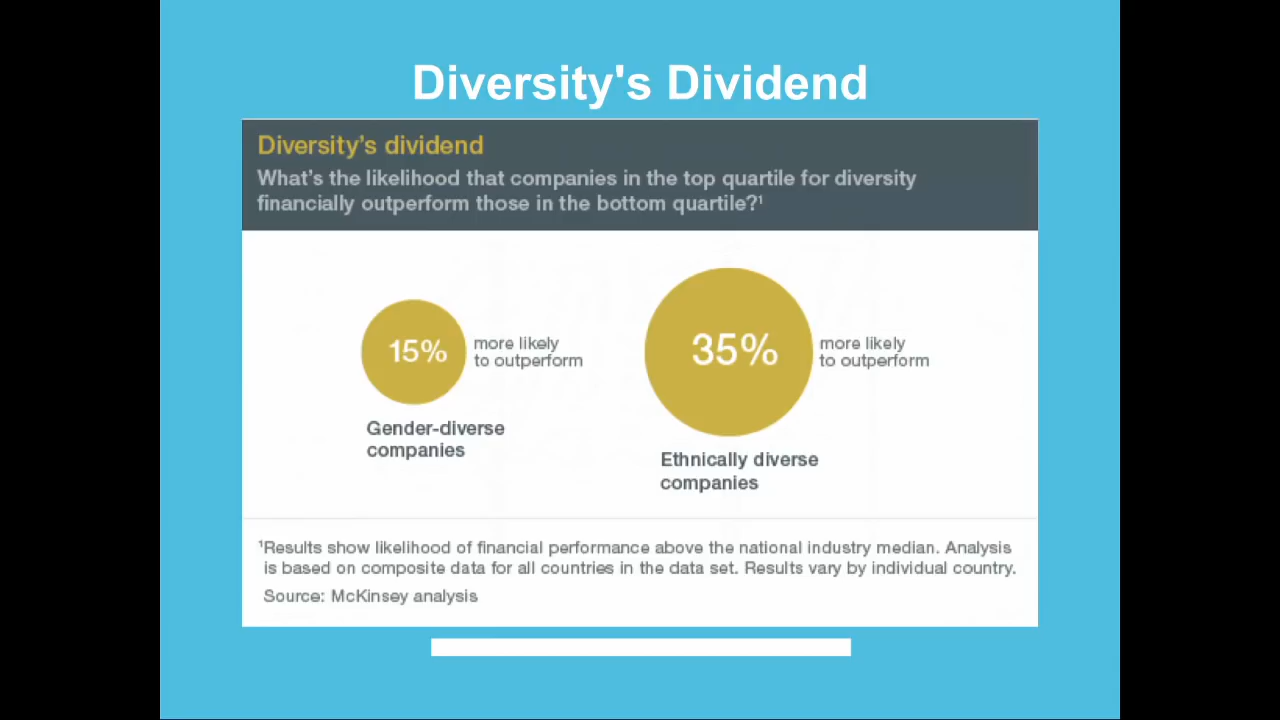 Diversity's Dividend
Diversity's dividend
What's the likelihood that companies in the top quartile for diversity
financially outperform those in the bottom quartile?¹
15%
more likely
to outperform
Gender-diverse
companies
35%
more likely
to outperform
Ethnically diverse
companies
¹Results show likelihood of financial performance above the national industry median. Analysis
is based on composite data for all countries in the data set. Results vary by individual country.
Source: McKinsey analysis